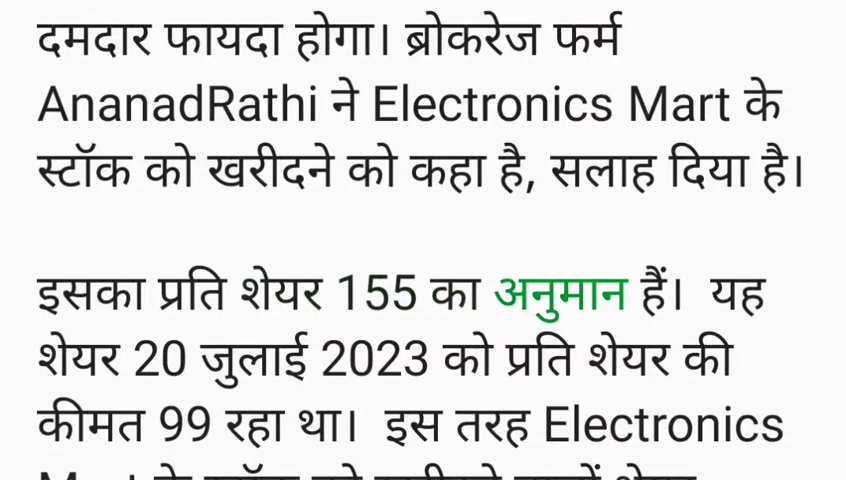 दमदार फायदा होगा। ब्रोकरेज फर्म
AnanadRathi ने Electronics Mart के
स्टॉक को खरीदने को कहा है, सलाह दिया है।
इसका प्रति शेयर 155 का अनुमान हैं। यह
शेयर 20 जुलाई 2023 को प्रति शेयर की
कीमत 99 रहा था। इस तरह Electronics